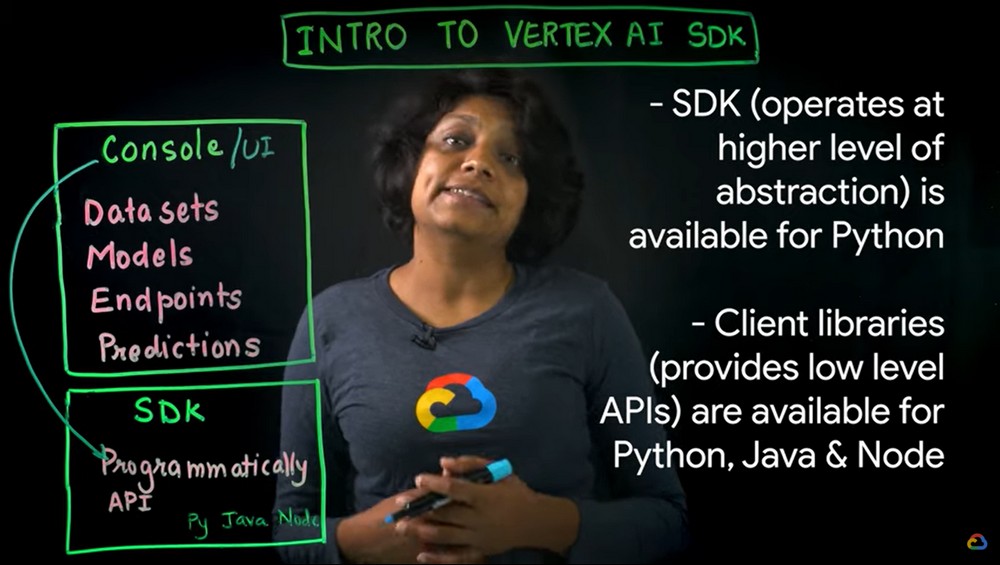 INTRO TO VERTEX AI SDK
Console/UI
Datasets
Models
Endpoints
Predictions
SDK
Programmatically
API
Py Java Node
- SDK (operates at
higher level of
abstraction) is
available for Python
- Client libraries
(provides low level
APIs) are available for
Python, Java & Node